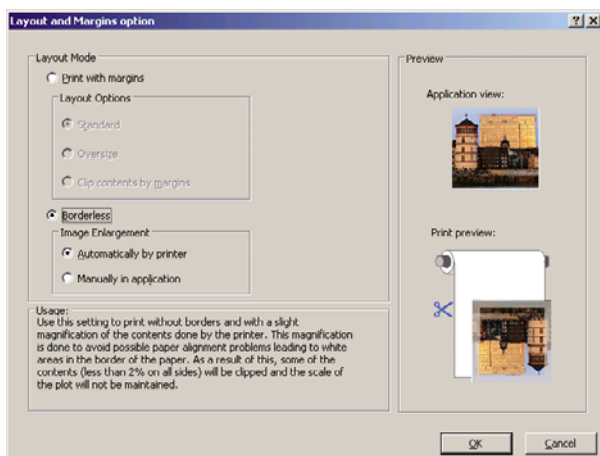 Layout and Margins option
Layout Mode
Print with margins
Layout Options
Standard
Oversize
Clip contents by margins
Borderless
Image Enlargement
Automatically by printer
Manually in application
Usage:
Use this setting to print without borders and with a slight
magnification of the contents done by the printer. This magnification
is done to avoid possible paper alignment problems leading to white
areas in the border of the paper. As a result of this, some of the
contents (less than 2% on all sides) will be clipped and the scale of
the plot will not be maintained.
Preview
Application view:
Print preview:
OK
Cancel